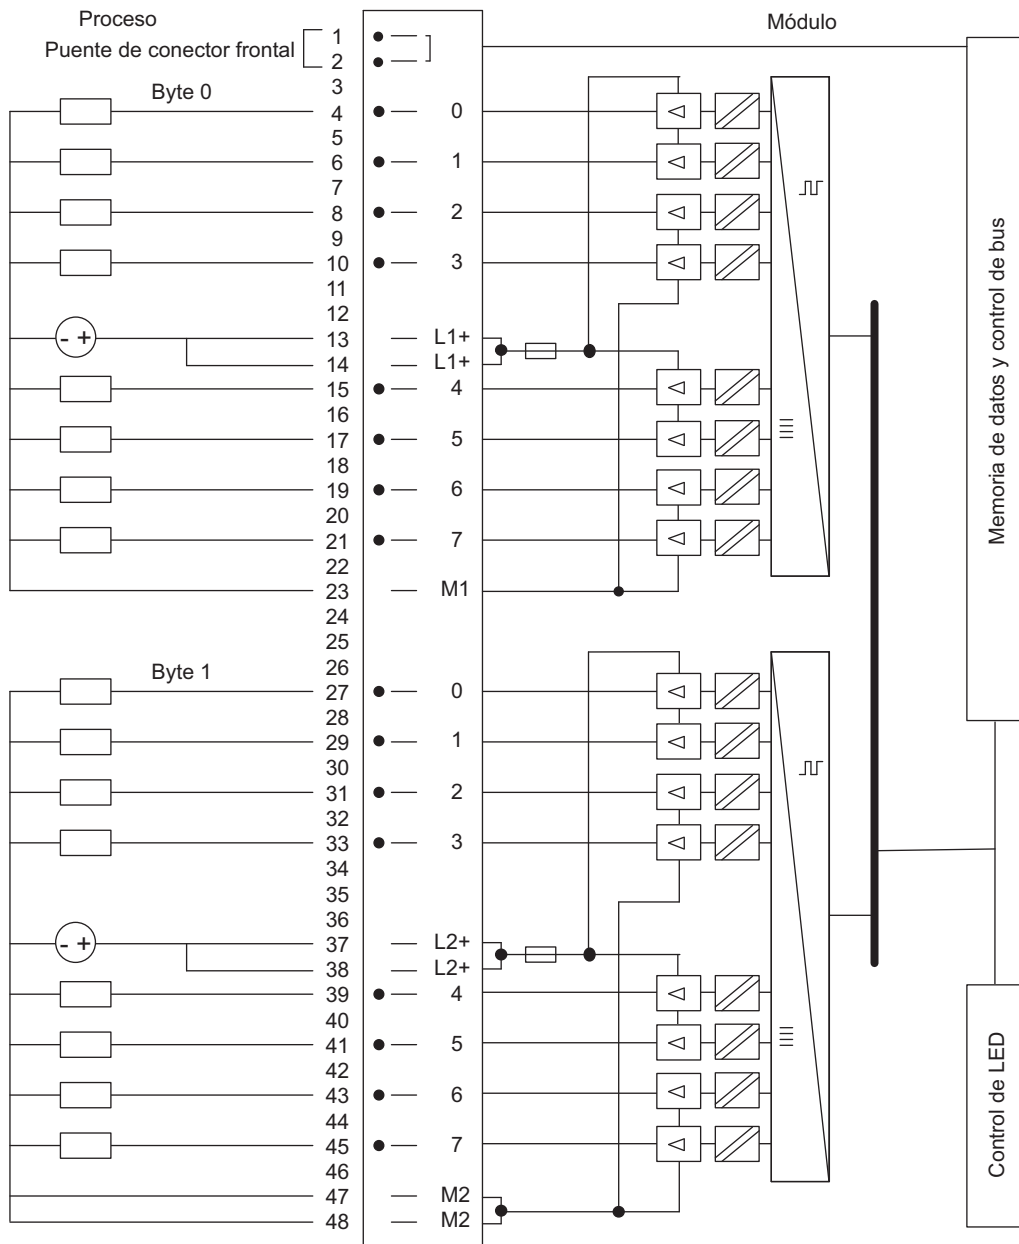 Proceso
Módulo
Puente de conector frontal
1
2
3
Byte 0
4 0
5
6 1
7
8 2
9
10 3
11
12
- + 13 L1+
14 L1+
15 4
16
17 5
18
19 6
20
21 7
22
23 M1
24
25
26
Byte 1
27 0
28
29 1
30
31 2
32
33 3
34
35
36
- + 37 L2+
38 L2+
39 4
40
41 5
42
43 6
44
45 7
46
47 M2
48 M2
Memoria de datos y control de bus
Control de LED